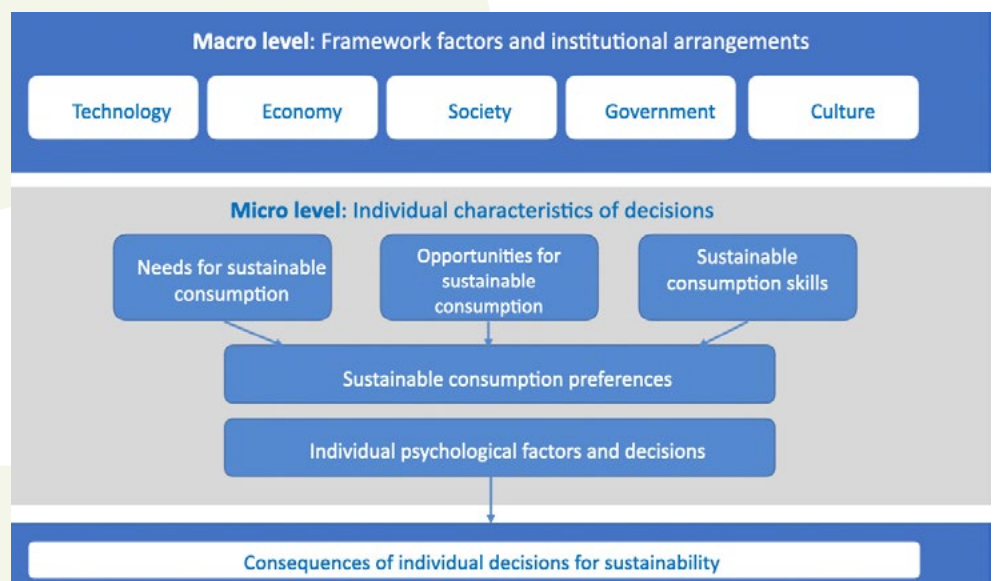 Macro level: Framework factors and institutional arrangements
Technology
Economy
Society
Government
Culture
Micro level: Individual characteristics of decisions
Needs for sustainable
consumption
Opportunities for
sustainable
consumption
Sustainable
consumption skills
Sustainable consumption preferences
Individual psychological factors and decisions
Consequences of individual decisions for sustainability